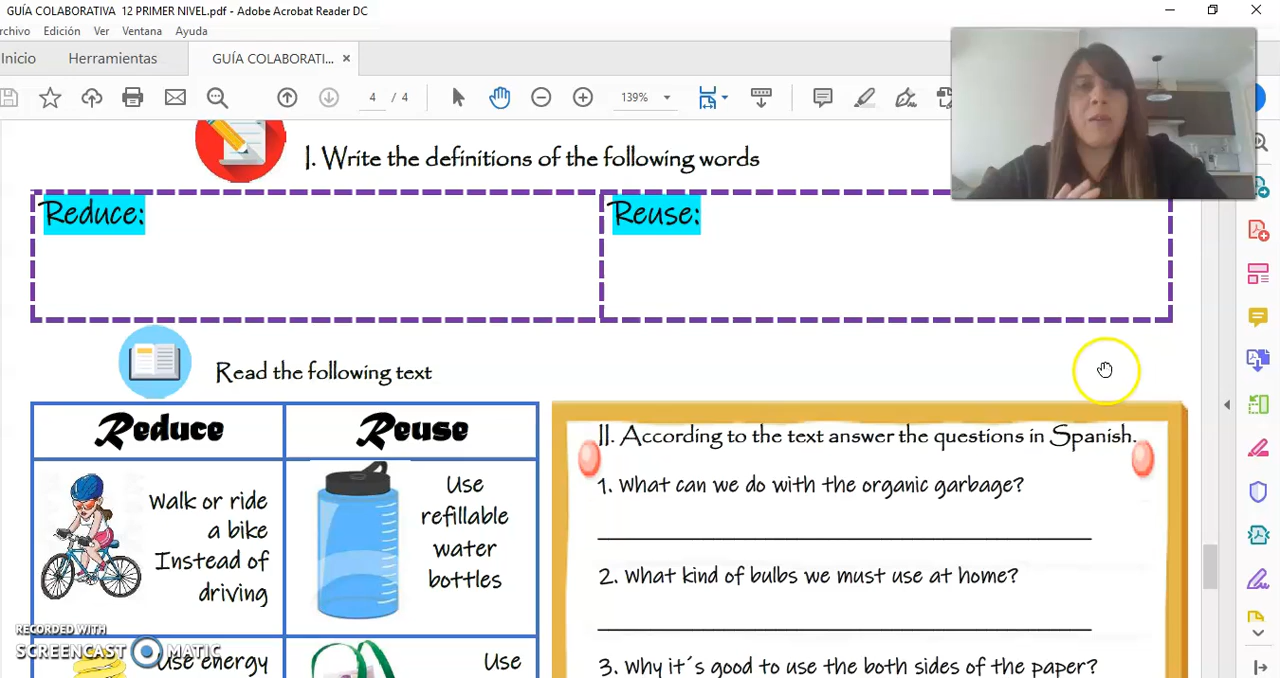 GUÍA COLABORATIVA 12 PRIMER NIVEL.pdf - Adobe Acrobat Reader DC
rchivo Edición Ver Ventana Ayuda
Inicio Herramientas GUÍA COLABORATI... ×
4 / 4 139%
I. Write the definitions of the following words
Reduce: Reuse:
Read the following text
Reduce Reuse
Walk or ride
a bike
Instead of
driving
Use
refillable
water
bottles
Use energy
Use
II. According to the text answer the questions in Spanish.
1. What can we do with the organic garbage?
2. What kind of bulbs we must use at home?
3. Why it´s good to use the both sides of the paper?
RECORDED WITH
SCREENCAST MATIC